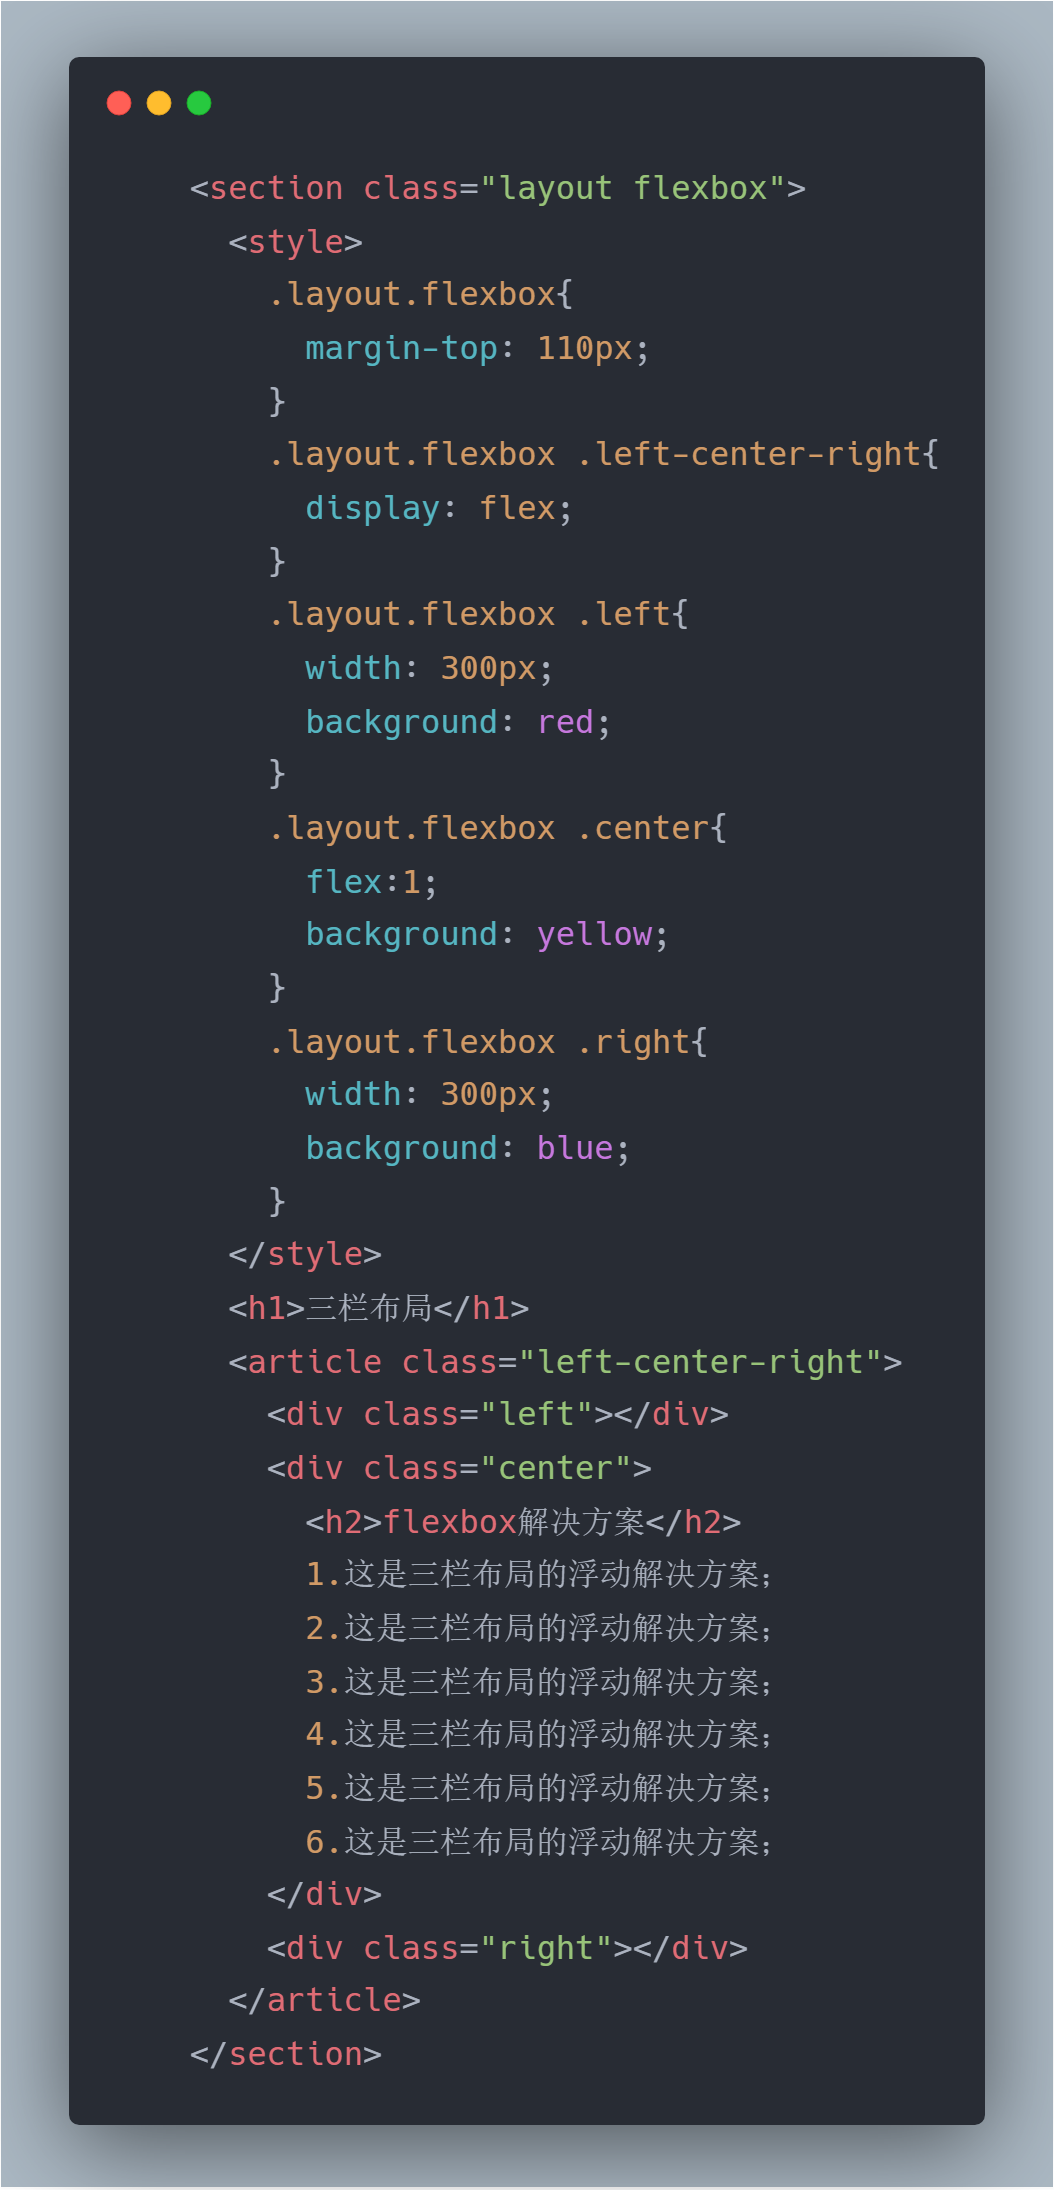 <section class="layout flexbox">
<style>
.layout.flexbox{
margin-top: 110px;
}
.layout.flexbox .left-center-right{
display: flex;
}
.layout.flexbox .left{
width: 300px;
background: red;
}
.layout.flexbox .center{
flex:1;
background: yellow;
}
.layout.flexbox .right{
width: 300px;
background: blue;
}
</style>
<h1>三栏布局</h1>
<article class="left-center-right">
<div class="left"></div>
<div class="center">
<h2>flexbox解决方案</h2>
1.这是三栏布局的浮动解决方案；
2.这是三栏布局的浮动解决方案；
3.这是三栏布局的浮动解决方案；
4.这是三栏布局的浮动解决方案；
5.这是三栏布局的浮动解决方案；
6.这是三栏布局的浮动解决方案；
</div>
<div class="right"></div>
</article>
</section>